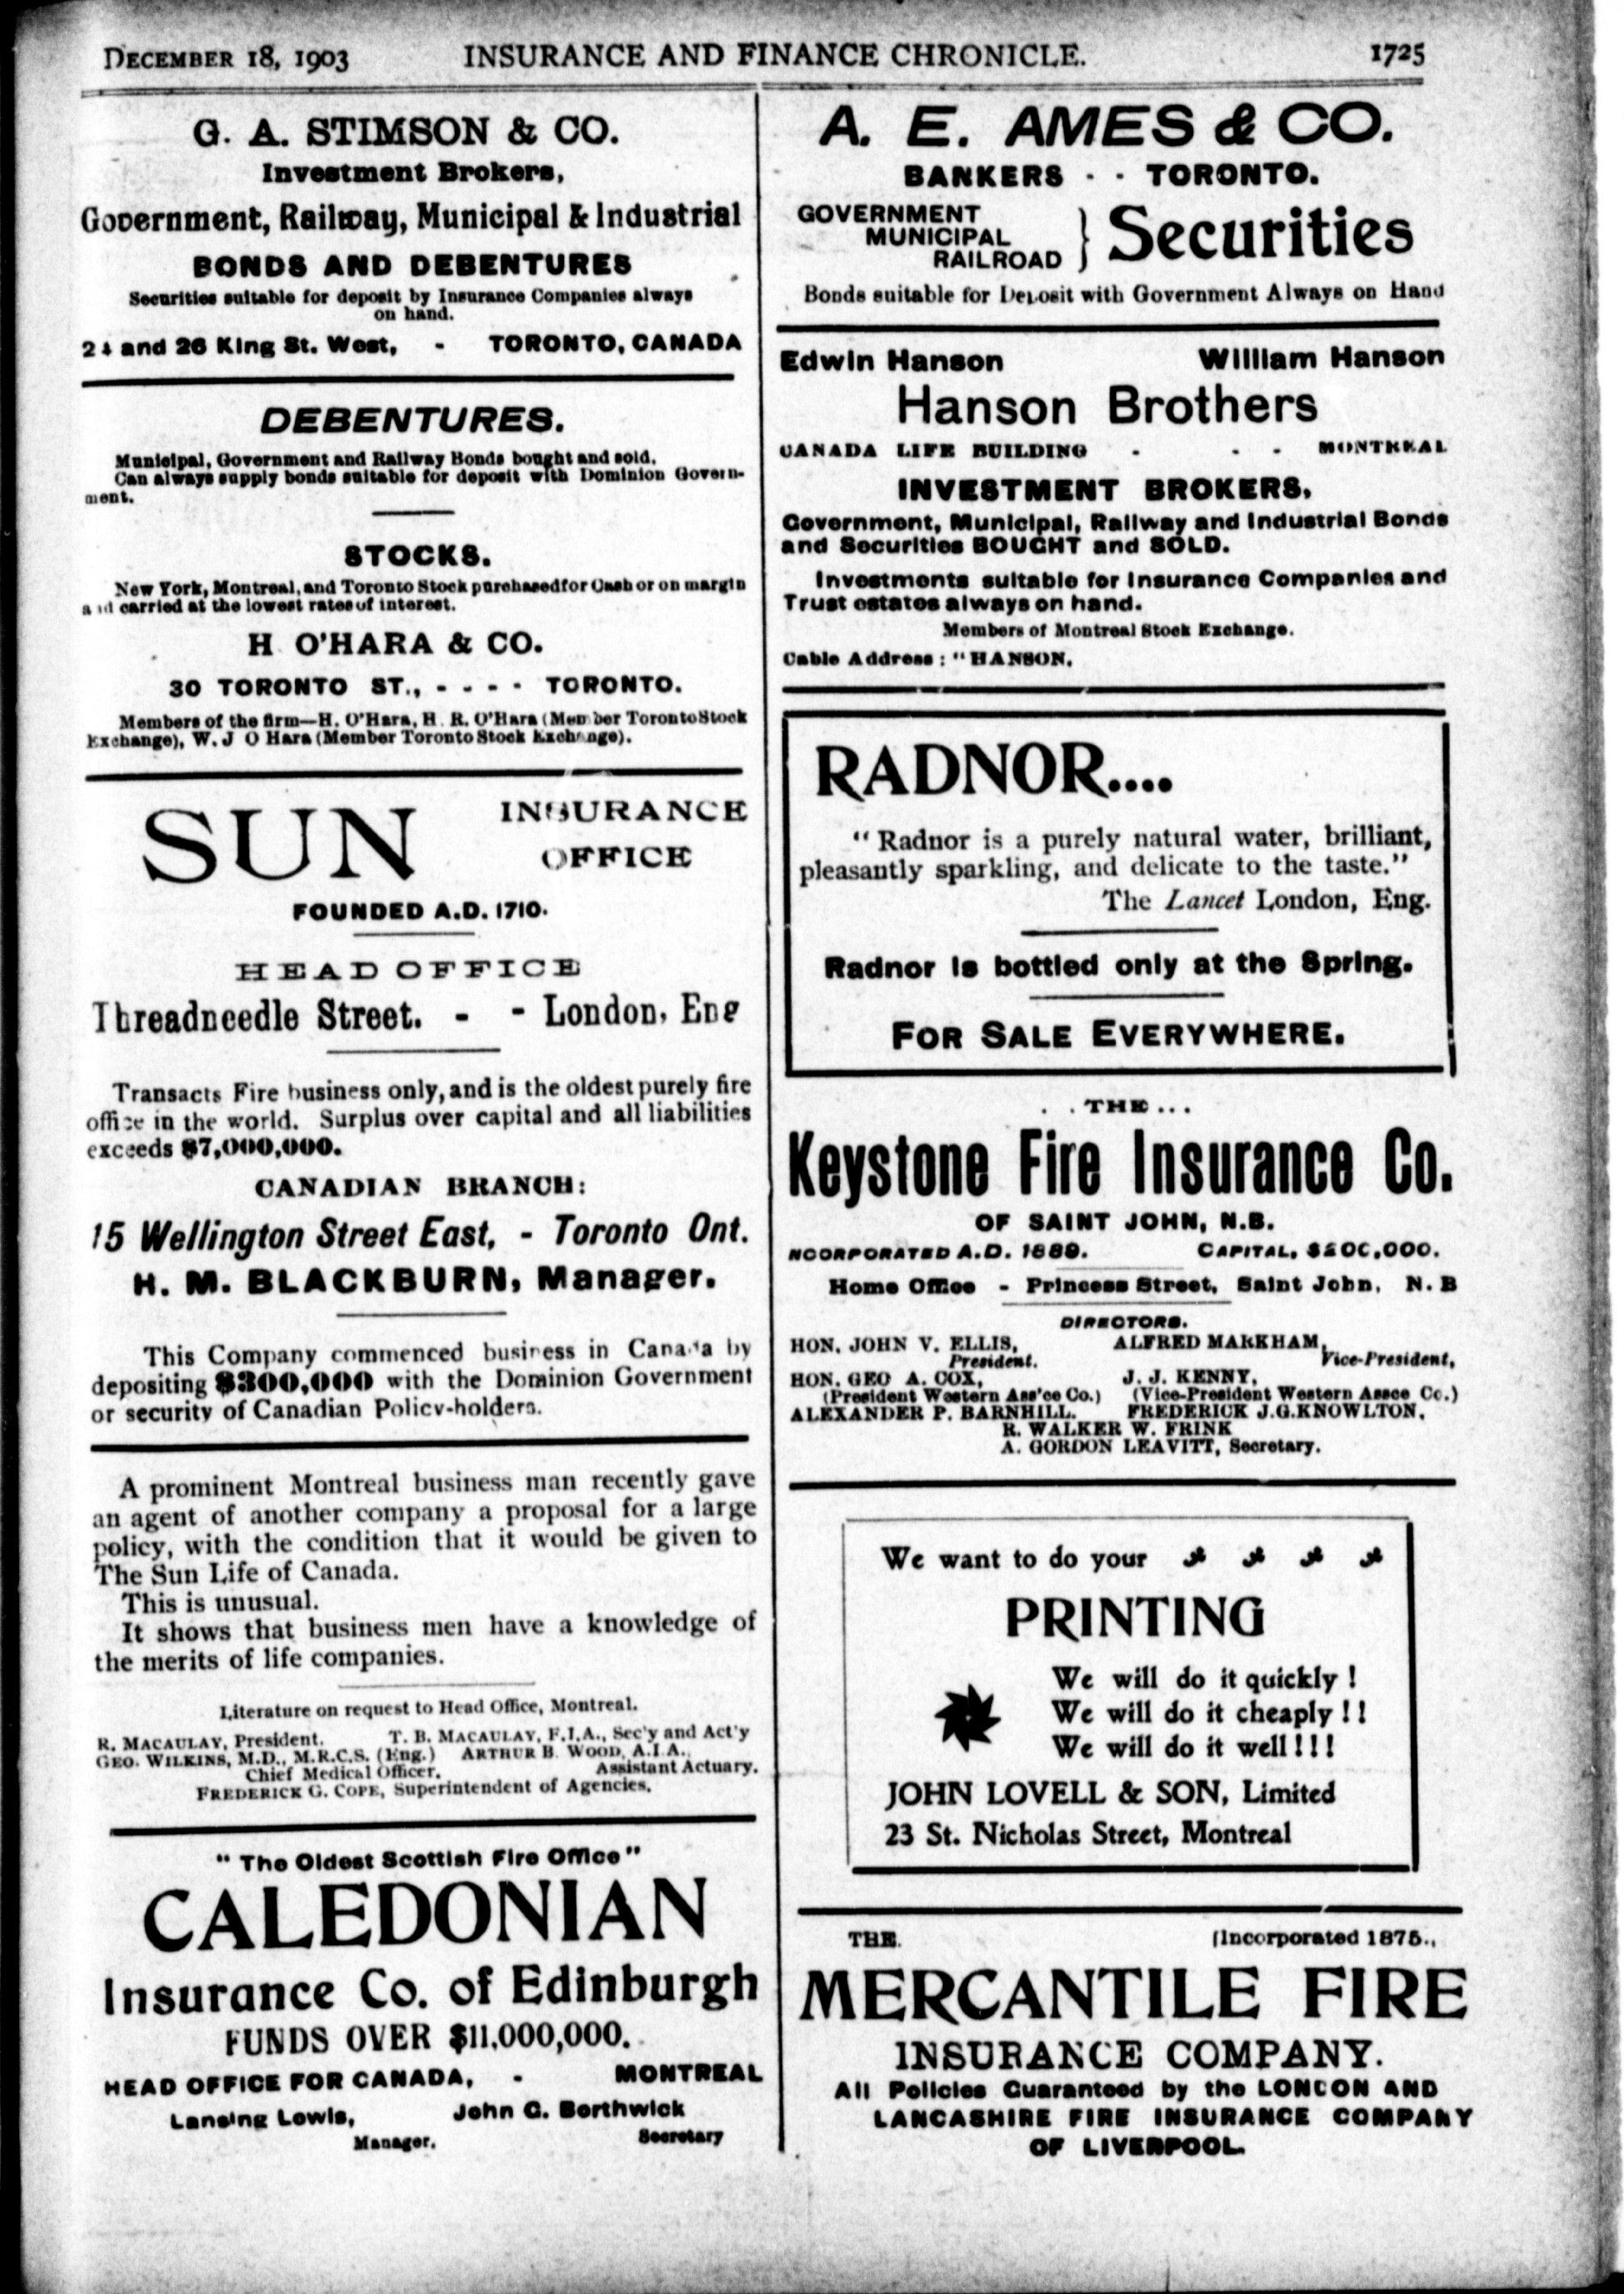 DECEMBER 18, 1903 INSURANCE AND FINANCE CHRONICLE. 1725
G. A. STIMSON & CO.
Investment Brokers,
Government, Railway, Municipal & Industrial
BONDS AND DEBENTURES
Securities suitable for deposit by Insurance Companies always
on hand.
24 and 26 King St. West, - TORONTO, CANADA
DEBENTURES.
Municipal, Government and Railway Bonds bought and sold.
Can always supply bonds suitable for deposit with Dominion Govern-
ment.
STOCKS.
New York, Montreal, and Toronto Stock purchased for Cash or on margin
and carried at the lowest rates of interest.
H O'HARA & CO.
30 TORONTO ST., - - - - TORONTO.
Members of the firm—H. O'Hara, H. R. O'Hara (Member Toronto Stock
Exchange), W. J O Hara (Member Toronto Stock Exchange).
SUN INSURANCE
OFFICE
FOUNDED A.D. 1710.
HEAD OFFICE
Threadneedle Street. - - London, Eng
Transacts Fire business only, and is the oldest purely fire
office in the world. Surplus over capital and all liabilities
exceeds $7,000,000.
CANADIAN BRANCH:
15 Wellington Street East, - Toronto Ont.
H. M. BLACKBURN, Manager.
This Company commenced business in Canada by
depositing $300,000 with the Dominion Government
or security of Canadian Policy-holders.
A prominent Montreal business man recently gave
an agent of another company a proposal for a large
policy, with the condition that it would be given to
The Sun Life of Canada.
This is unusual.
It shows that business men have a knowledge of
the merits of life companies.
Literature on request to Head Office, Montreal.
R. MACAULAY, President. T. B. MACAULAY, F.I.A., Sec'y and Act'y
GEO. WILKINS, M.D., M.R.C.S. (Eng.) ARTHUR B. WOOD, A.I.A.,
Chief Medical Officer. Assistant Actuary.
FREDERICK G. COPE, Superintendent of Agencies.
" The Oldest Scottish Fire Office"
CALEDONIAN
Insurance Co. of Edinburgh
FUNDS OVER $11,000,000.
HEAD OFFICE FOR CANADA, - MONTREAL
Lansing Lewis, John G. Borthwick
Manager. Secretary
A. E. AMES & CO.
BANKERS - - TORONTO.
GOVERNMENT
MUNICIPAL
RAILROAD } Securities
Bonds suitable for Deposit with Government Always on Hand
Edwin Hanson William Hanson
Hanson Brothers
CANADA LIFE BUILDING - - - MONTREAL
INVESTMENT BROKERS,
Government, Municipal, Railway and Industrial Bonds
and Securities BOUGHT and SOLD.
Investments suitable for Insurance Companies and
Trust estates always on hand.
Members of Montreal Stock Exchange.
Cable Address : "HANSON.
RADNOR....
"Radnor is a purely natural water, brilliant,
pleasantly sparkling, and delicate to the taste."
The Lancet London, Eng.
Radnor is bottled only at the Spring.
FOR SALE EVERYWHERE.
. . THE ...
Keystone Fire Insurance Co.
OF SAINT JOHN, N.B.
NCORPORATED A.D. 1889. CAPITAL, $200,000.
Home Office - Princess Street, Saint John, N. B
DIRECTORS.
HON. JOHN V. ELLIS, ALFRED MARKHAM,
President. Vice-President,
HON. GEO A. COX, J. J. KENNY,
(President Western Ass'ce Co.) (Vice-President Western Assce Co.)
ALEXANDER P. BARNHILL. FREDERICK J.G.KNOWLTON,
R. WALKER W. FRINK
A. GORDON LEAVITT, Secretary.
We want to do your
PRINTING
We will do it quickly !
We will do it cheaply ! !
We will do it well ! ! !
JOHN LOVELL & SON, Limited
23 St. Nicholas Street, Montreal
THE. (Incorporated 1875.,
MERCANTILE FIRE
INSURANCE COMPANY.
All Policies Guaranteed by the LONDON AND
LANCASHIRE FIRE INSURANCE COMPANY
OF LIVERPOOL.